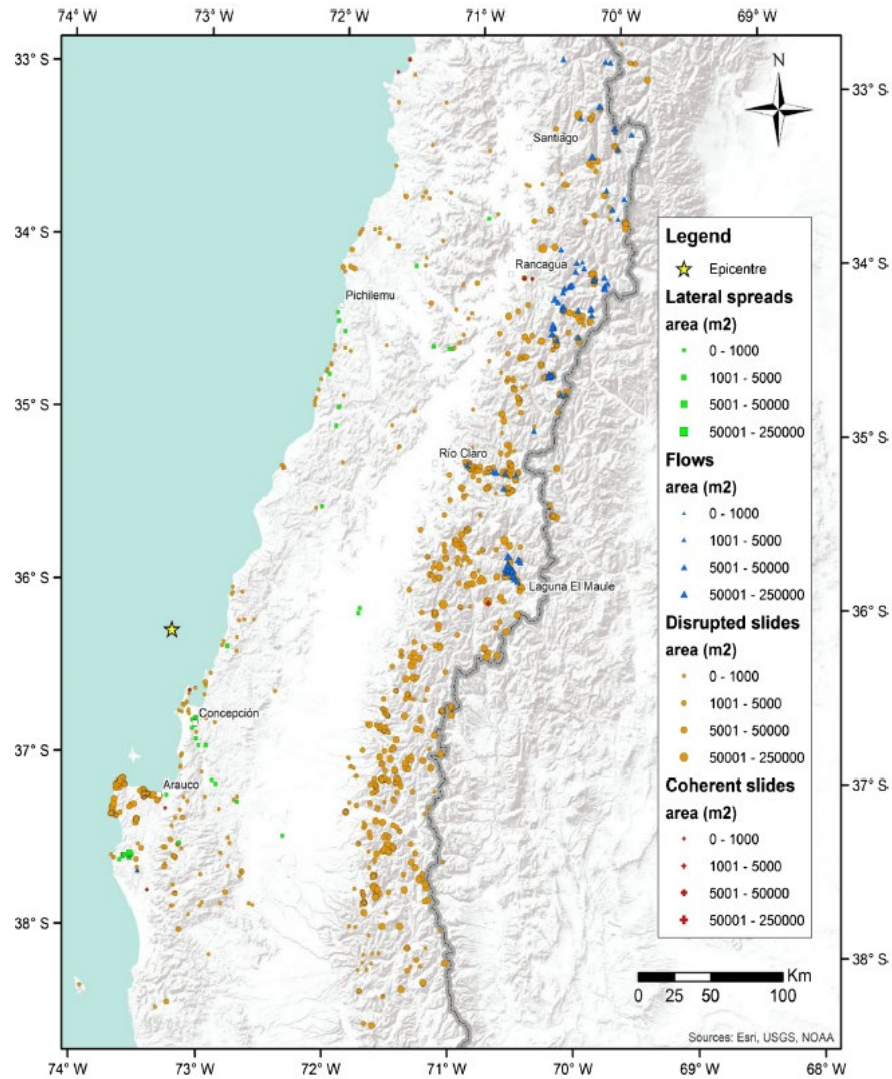 74° W 73° W 72° W 71° W 70° W 69° W
N
33° S
33° S
Santiago
34° S
34° S
Rancagua
Pichilemu
35° S
35° S
Río Claro
36° S
36° S
Laguna El Maule
Concepción
37° S
37° S
Arauco
38° S
38° S
Legend
Epicentre
Lateral spreads
area (m2)
0 - 1000
1001 - 5000
5001 - 50000
50001 - 250000
Flows
area (m2)
0 - 1000
1001 - 5000
5001 - 50000
50001 - 250000
Disrupted slides
area (m2)
0 - 1000
1001 - 5000
5001 - 50000
50001 - 250000
Coherent slides
area (m2)
0 - 1000
1001 - 5000
5001 - 50000
50001 - 250000
Km
0 25 50 100
Sources: Esri, USGS, NOAA
74° W 73° W 72° W 71° W 70° W 69° W 68° W